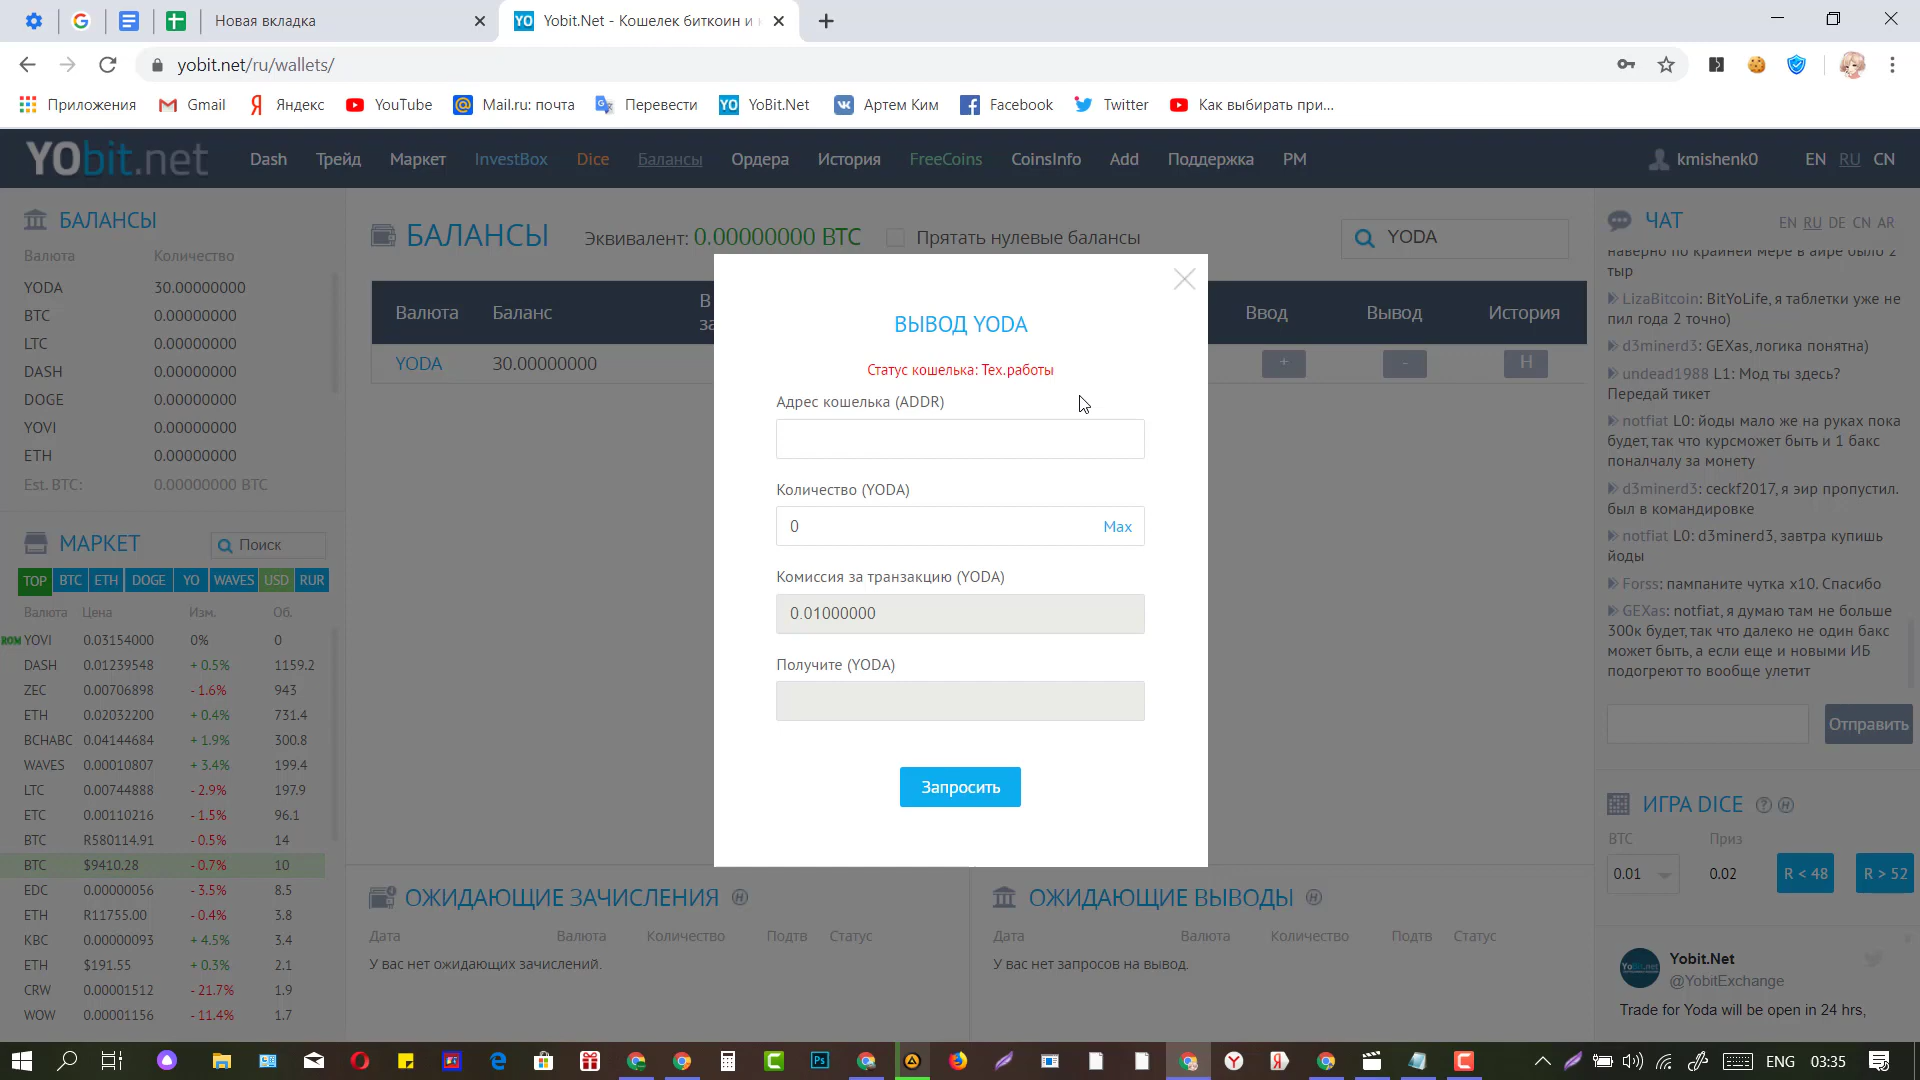 Новая вкладка
YO Yobit.Net - Кошелек биткоин и
yobit.net/ru/wallets/
Приложения
Gmail
Яндекс
YouTube
Mail.ru: почта
Перевести
YO YoBit.Net
Артем Ким
Facebook
Twitter
Как выбирать при...
YObit.net
Dash Трейд Маркет InvestBox Dice Балансы Ордера История FreeCoins CoinsInfo Add Поддержка PM
kmishenk0
EN RU CN
БАЛАНСЫ
Валюта Количество
YODA 30.00000000
BTC 0.00000000
LTC 0.00000000
DASH 0.00000000
DOGE 0.00000000
YOVI 0.00000000
ETH 0.00000000
Est. BTC: 0.00000000 BTC
МАРКЕТ
Поиск
TOP BTC ETH DOGE YO WAVES USD RUR
Валюта Цена Изм. Об.
YOVI 0.03154000 0% 0
DASH 0.01239548 + 0.5% 1159.2
ZEC 0.00706898 - 1.6% 943
ETH 0.02032200 + 0.4% 731.4
BCHABC 0.04144684 + 1.9% 300.8
WAVES 0.00010807 + 3.4% 199.4
LTC 0.00744888 - 2.9% 197.9
ETC 0.00110216 - 1.5% 96.1
BTC R580114.91 - 0.5% 14
BTC $9410.28 - 0.7% 10
EDC 0.00000056 - 3.5% 8.5
ETH R11755.00 - 0.4% 3.8
KBC 0.00000093 + 4.5% 3.4
ETH $191.55 + 0.3% 2.1
CRW 0.00001512 - 21.7% 1.9
WOW 0.00001156 - 11.4% 1.7
БАЛАНСЫ
Эквивалент: 0.00000000 BTC
Прятать нулевые балансы
YODA
Валюта Баланс В Ввод Вывод История
за
YODA 30.00000000 + - H
ВЫВОД YODA
Статус кошелька: Тех.работы
Адрес кошелька (ADDR)
Количество (YODA)
0 Max
Комиссия за транзакцию (YODA)
0.01000000
Получите (YODA)
Запросить
ОЖИДАЮЩИЕ ЗАЧИСЛЕНИЯ H
Дата Валюта Количество Подтв Статус
У вас нет ожидающих зачислений.
ОЖИДАЮЩИЕ ВЫВОДЫ H
Дата Валюта Количество Подтв Статус
У вас нет запросов на вывод.
ЧАТ
EN RU DE CN AR
наверно по крайней мере в аире было 2
тыр
LizaBitcoin: BitYoLife, я таблетки уже не
пил года 2 точно)
d3minerd3: GEXas, логика понятна)
undead1988 L1: Мод ты здесь?
Передай тикет
notfiat L0: йоды мало же на руках пока
будет, так что курсможет быть и 1 бакс
поналчалу за монету
d3minerd3: ceckf2017, я эир пропустил.
был в командировке
notfiat L0: d3minerd3, завтра купишь
йоды
Forss: пампаните чутка x10. Спасибо
GEXas: notfiat, я думаю там не больше
300к будет, так что далеко не один бакс
может быть, а если еще и новыми ИБ
подогреют то вообще улетит
Отправить
ИГРА DICE ? H
BTC Приз
0.01 0.02 R < 48 R > 52
Yobit.Net
@YobitExchange
Trade for Yoda will be open in 24 hrs,
ENG 03:35